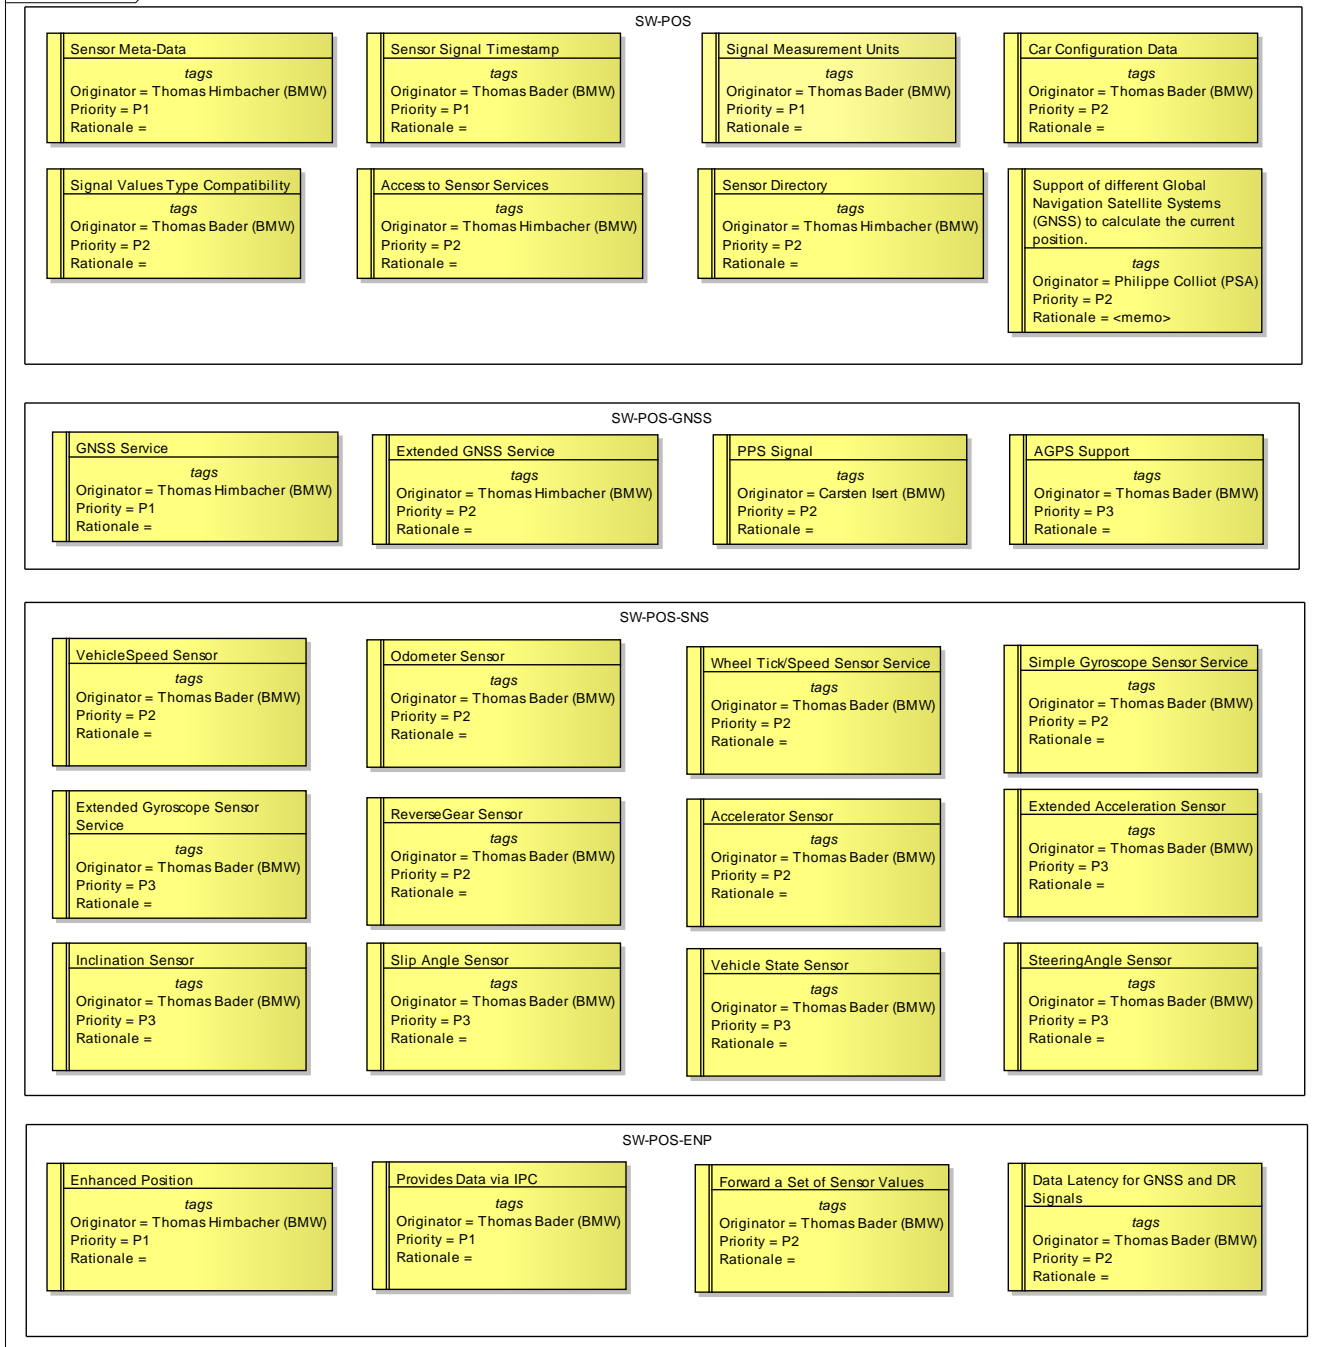 SW-POS
Sensor Meta-Data
tags
Originator = Thomas Himbacher (BMW)
Priority = P1
Rationale =
Sensor Signal Timestamp
tags
Originator = Thomas Bader (BMW)
Priority = P1
Rationale =
Signal Measurement Units
tags
Originator = Thomas Bader (BMW)
Priority = P1
Rationale =
Car Configuration Data
tags
Originator = Thomas Bader (BMW)
Priority = P2
Rationale =
Signal Values Type Compatibility
tags
Originator = Thomas Bader (BMW)
Priority = P2
Rationale =
Access to Sensor Services
tags
Originator = Thomas Himbacher (BMW)
Priority = P2
Rationale =
Sensor Directory
tags
Originator = Thomas Himbacher (BMW)
Priority = P2
Rationale =
Support of different Global
Navigation Satellite Systems
(GNSS) to calculate the current
position.
tags
Originator = Philippe Colliot (PSA)
Priority = P2
Rationale = <memo>
SW-POS-GNSS
GNSS Service
tags
Originator = Thomas Himbacher (BMW)
Priority = P1
Rationale =
Extended GNSS Service
tags
Originator = Thomas Himbacher (BMW)
Priority = P2
Rationale =
PPS Signal
tags
Originator = Carsten Isert (BMW)
Priority = P2
Rationale =
AGPS Support
tags
Originator = Thomas Bader (BMW)
Priority = P3
Rationale =
SW-POS-SNS
VehicleSpeed Sensor
tags
Originator = Thomas Bader (BMW)
Priority = P2
Rationale =
Odometer Sensor
tags
Originator = Thomas Bader (BMW)
Priority = P2
Rationale =
Wheel Tick/Speed Sensor Service
tags
Originator = Thomas Bader (BMW)
Priority = P2
Rationale =
Simple Gyroscope Sensor Service
tags
Originator = Thomas Bader (BMW)
Priority = P2
Rationale =
Extended Gyroscope Sensor
Service
tags
Originator = Thomas Bader (BMW)
Priority = P3
Rationale =
ReverseGear Sensor
tags
Originator = Thomas Bader (BMW)
Priority = P2
Rationale =
Accelerator Sensor
tags
Originator = Thomas Bader (BMW)
Priority = P2
Rationale =
Extended Acceleration Sensor
tags
Originator = Thomas Bader (BMW)
Priority = P3
Rationale =
Inclination Sensor
tags
Originator = Thomas Bader (BMW)
Priority = P3
Rationale =
Slip Angle Sensor
tags
Originator = Thomas Bader (BMW)
Priority = P3
Rationale =
Vehicle State Sensor
tags
Originator = Thomas Bader (BMW)
Priority = P3
Rationale =
SteeringAngle Sensor
tags
Originator = Thomas Bader (BMW)
Priority = P3
Rationale =
SW-POS-ENP
Enhanced Position
tags
Originator = Thomas Himbacher (BMW)
Priority = P1
Rationale =
Provides Data via IPC
tags
Originator = Thomas Bader (BMW)
Priority = P1
Rationale =
Forward a Set of Sensor Values
tags
Originator = Thomas Bader (BMW)
Priority = P2
Rationale =
Data Latency for GNSS and DR
Signals
tags
Originator = Thomas Bader (BMW)
Priority = P2
Rationale =